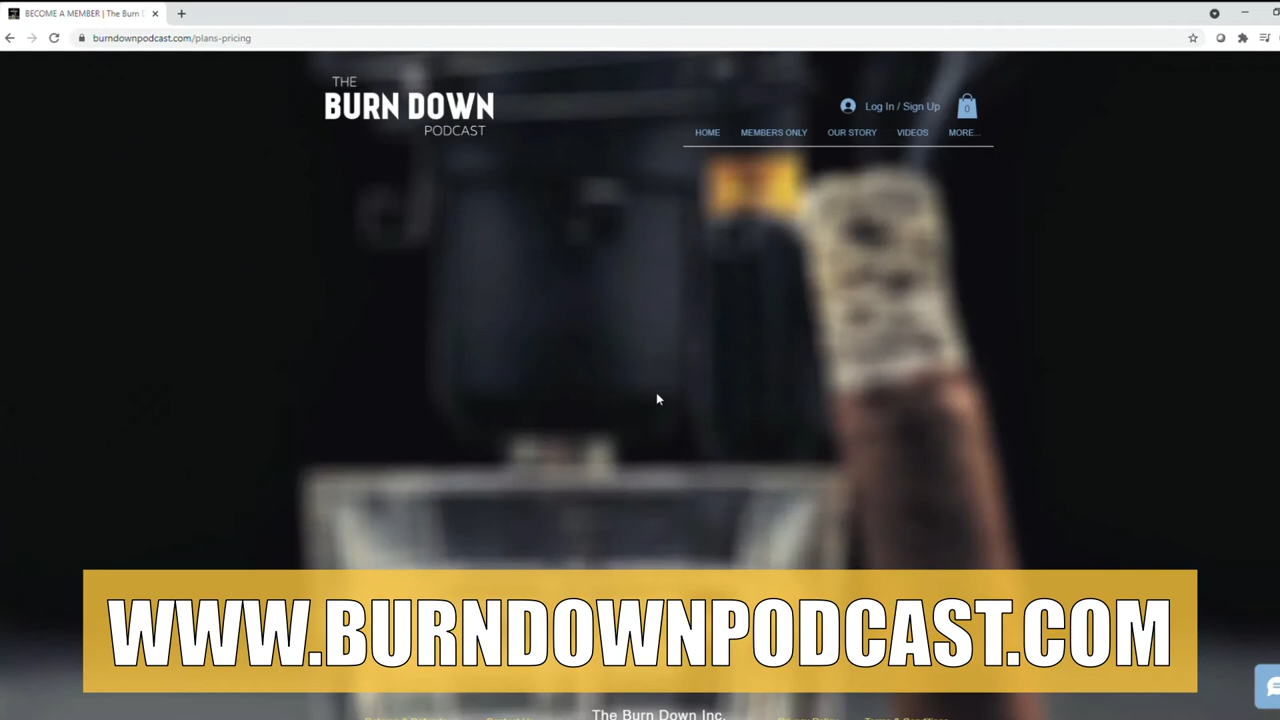 BECOME A MEMBER | The Burn
burndownpodcast.com/plans-pricing
THE
BURN DOWN
PODCAST
Log In / Sign Up
0
HOME MEMBERS ONLY OUR STORY VIDEOS MORE...
WWW.BURNDOWNPODCAST.COM
The Burn Down Inc.